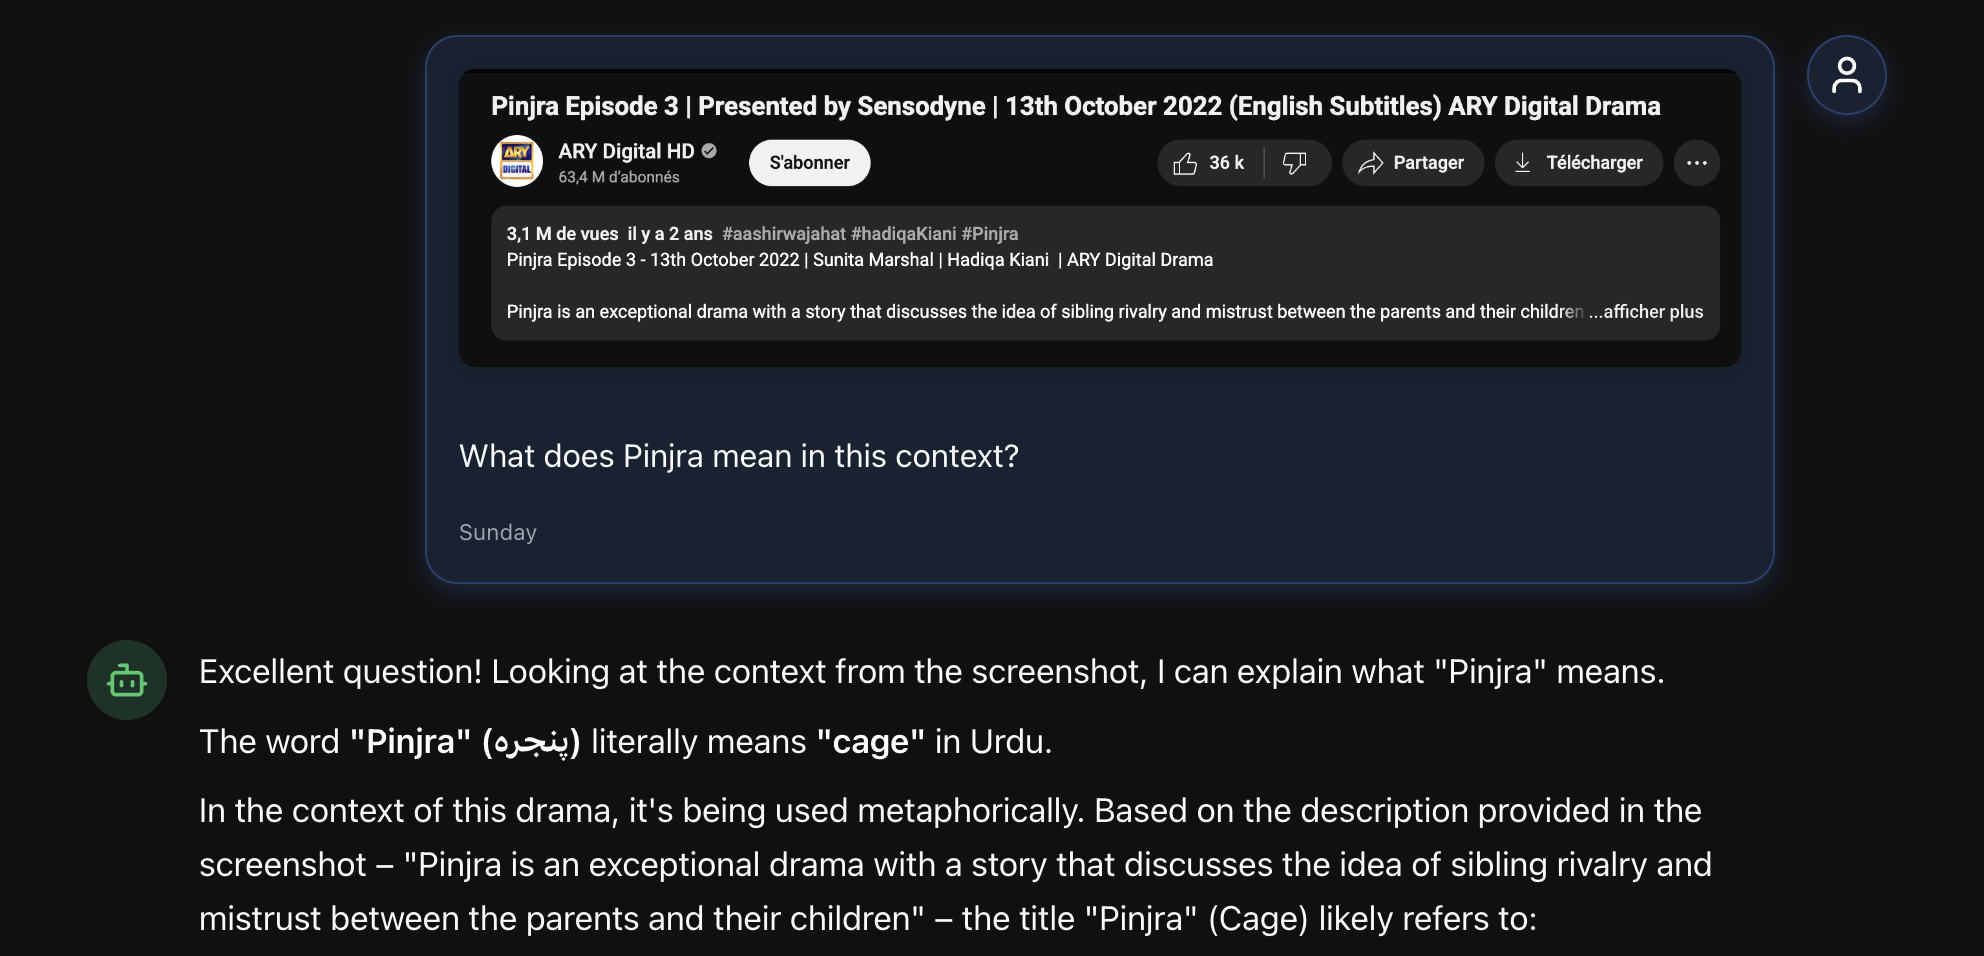 Pinjra Episode 3 | Presented by Sensodyne | 13th October 2022 (English Subtitles) ARY Digital Drama
ARY DIGITAL
ARY Digital HD
63,4 M d’abonnés
S'abonner
36 k
Partager
Télécharger
3,1 M de vues il y a 2 ans #aashirwajahat #hadiqaKiani #Pinjra
Pinjra Episode 3 - 13th October 2022 | Sunita Marshal | Hadiqa Kiani | ARY Digital Drama
Pinjra is an exceptional drama with a story that discusses the idea of sibling rivalry and mistrust between the parents and their children ...afficher plus
What does Pinjra mean in this context?
Sunday
Excellent question! Looking at the context from the screenshot, I can explain what "Pinjra" means.
The word "Pinjra" (پنجرہ) literally means "cage" in Urdu.
In the context of this drama, it's being used metaphorically. Based on the description provided in the
screenshot – "Pinjra is an exceptional drama with a story that discusses the idea of sibling rivalry and
mistrust between the parents and their children" – the title "Pinjra" (Cage) likely refers to: